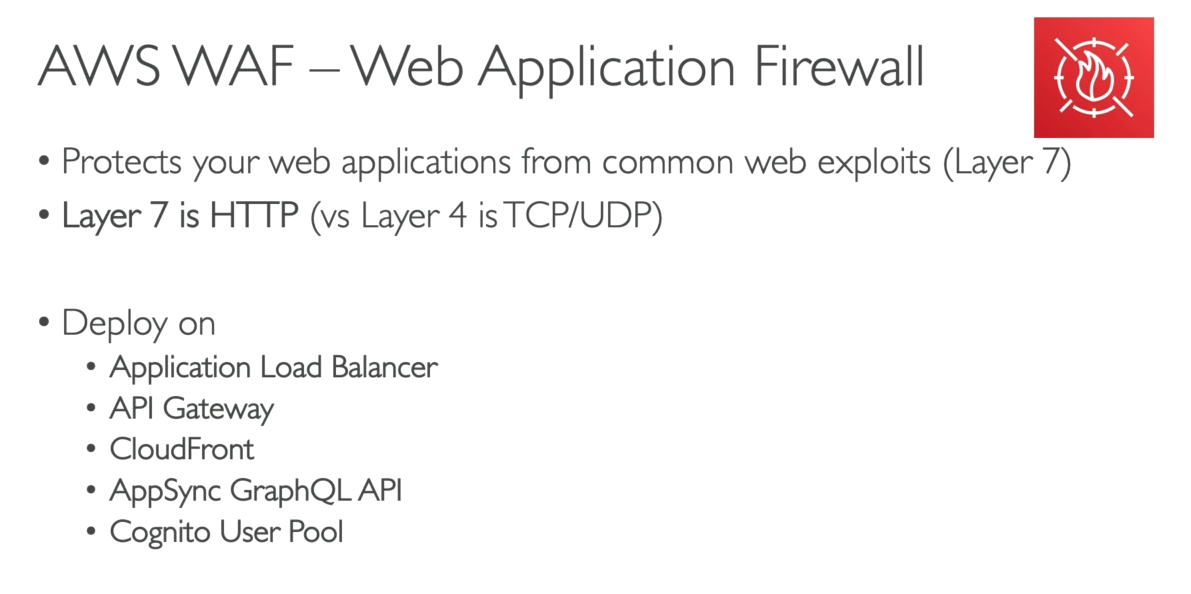 AWS WAF – Web Application Firewall
• Protects your web applications from common web exploits (Layer 7)
• Layer 7 is HTTP (vs Layer 4 is TCP/UDP)
• Deploy on
• Application Load Balancer
• API Gateway
• CloudFront
• AppSync GraphQL API
• Cognito User Pool